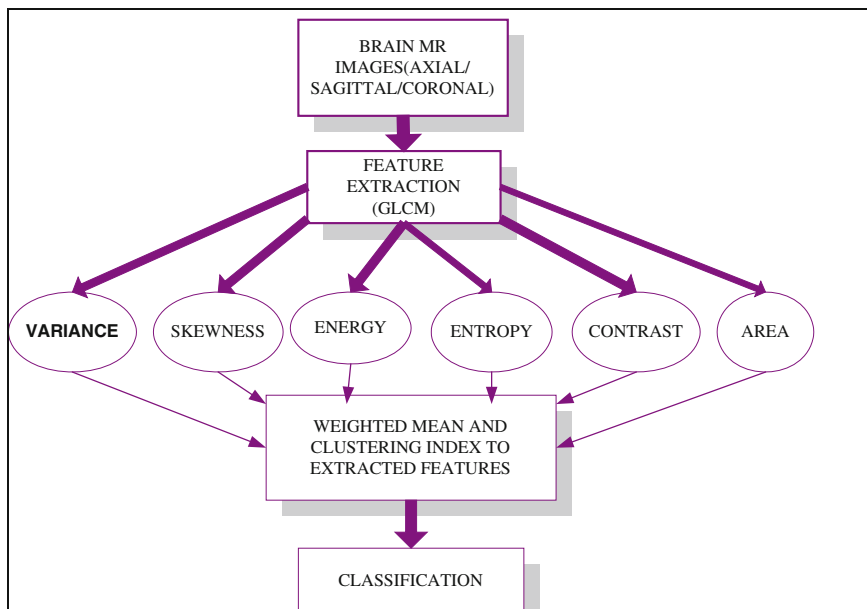 BRAIN MR
IMAGES(AXIAL/
SAGITTAL/CORONAL)
FEATURE
EXTRACTION
(GLCM)
VARIANCE
SKEWNESS
ENERGY
ENTROPY
CONTRAST
AREA
WEIGHTED MEAN AND
CLUSTERING INDEX TO
EXTRACTED FEATURES
CLASSIFICATION